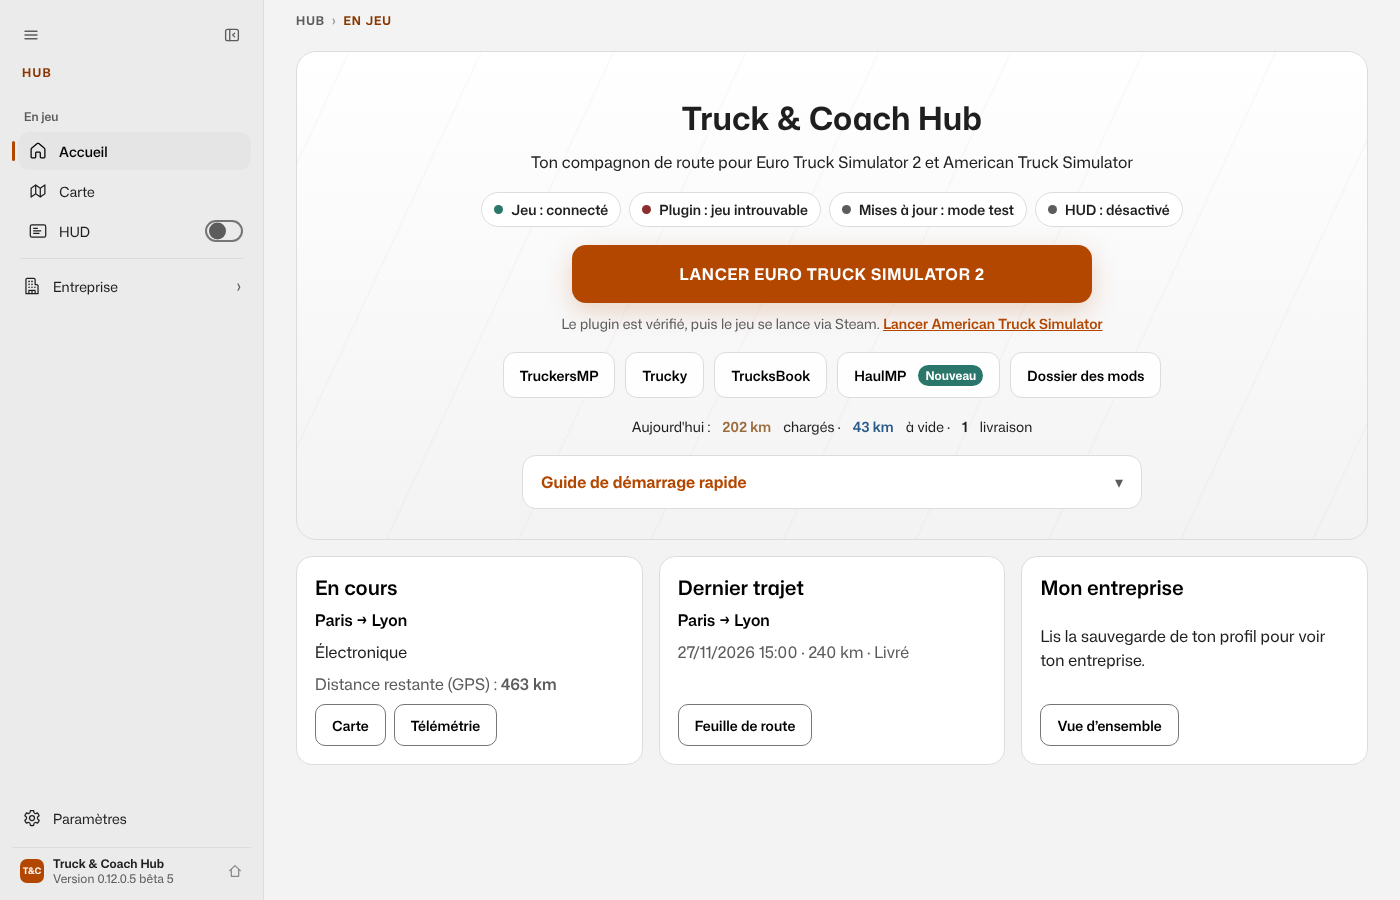 HUB
En jeu
Accueil
Carte
HUD
Entreprise ›
Paramètres
T&C
Truck & Coach Hub
Version 0.12.0.5 bêta 5
HUB › EN JEU
Truck & Coach Hub
Ton compagnon de route pour Euro Truck Simulator 2 et American Truck Simulator
Jeu : connecté
Plugin : jeu introuvable
Mises à jour : mode test
HUD : désactivé
LANCER EURO TRUCK SIMULATOR 2
Le plugin est vérifié, puis le jeu se lance via Steam. Lancer American Truck Simulator
TruckersMP
Trucky
TrucksBook
HaulMP Nouveau
Dossier des mods
Aujourd'hui : 202 km chargés · 43 km à vide · 1 livraison
Guide de démarrage rapide ▾
En cours
Paris → Lyon
Électronique
Distance restante (GPS) : 463 km
Carte
Télémétrie
Dernier trajet
Paris → Lyon
27/11/2026 15:00 · 240 km · Livré
Feuille de route
Mon entreprise
Lis la sauvegarde de ton profil pour voir
ton entreprise.
Vue d’ensemble